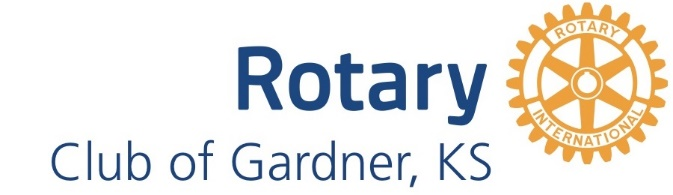 Rotary
Club of Gardner, KS
ROTARY
INTERNATIONAL